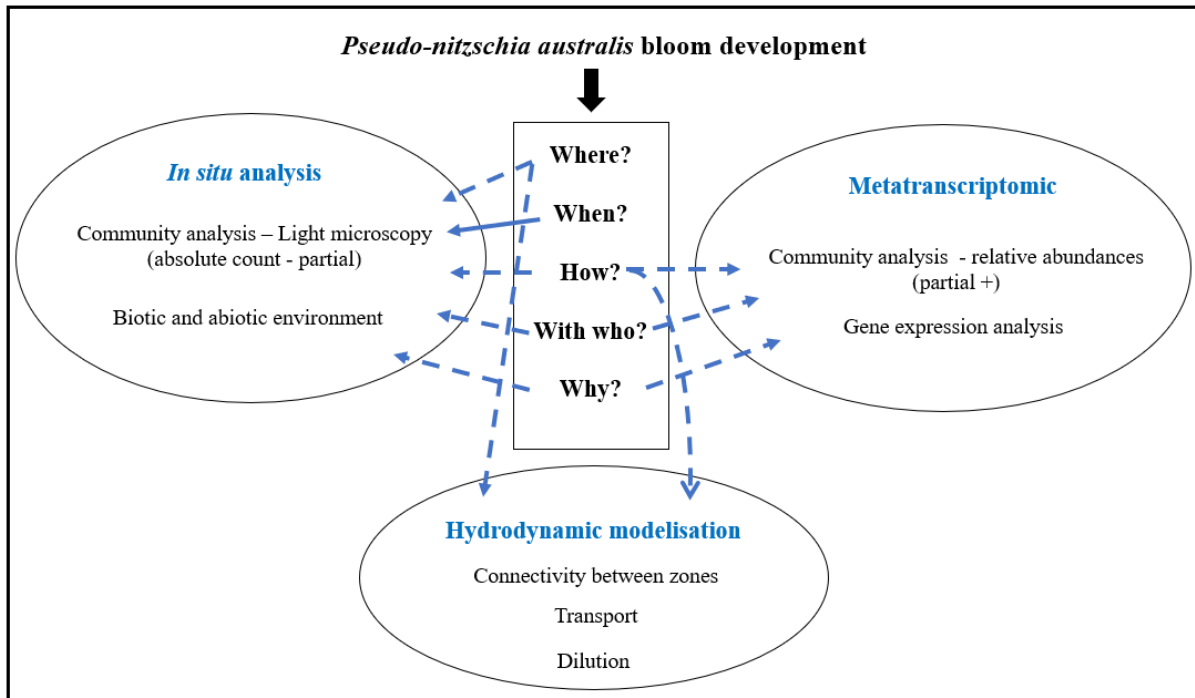 Pseudo-nitzschia australis bloom development
Where?
When?
How?
With who?
Why?
In situ analysis
Community analysis – Light microscopy
(absolute count - partial)
Biotic and abiotic environment
Metatranscriptomic
Community analysis - relative abundances
(partial +)
Gene expression analysis
Hydrodynamic modelisation
Connectivity between zones
Transport
Dilution